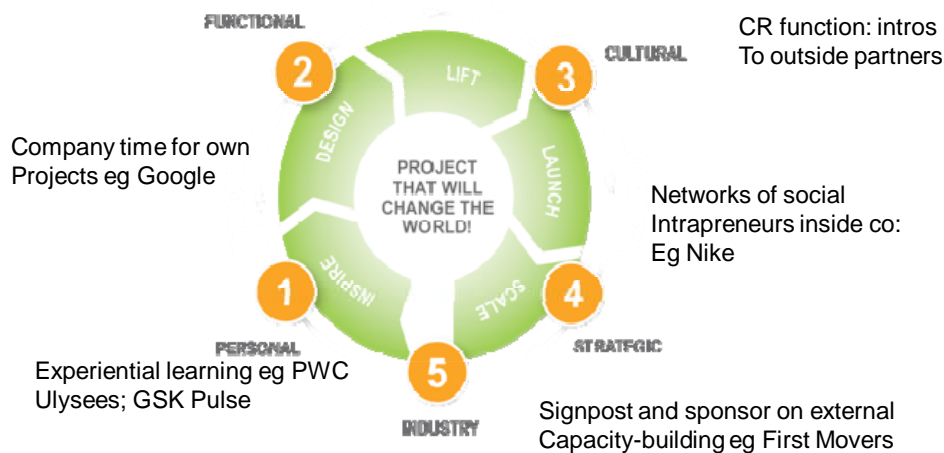 FUNCTIONAL
2
LIFT
3
CULTURAL
CR function: intros
To outside partners
DESIGN
Company time for own
Projects eg Google
PROJECT
THAT WILL
CHANGE THE
WORLD!
LAUNCH
Networks of social
Intrapreneurs inside co:
Eg Nike
1
INSPIRE
SCALE
4
PERSONAL
STRATEGIC
Experiential learning eg PWC
Ulysees; GSK Pulse
5
INDUSTRY
Signpost and sponsor on external
Capacity-building eg First Movers